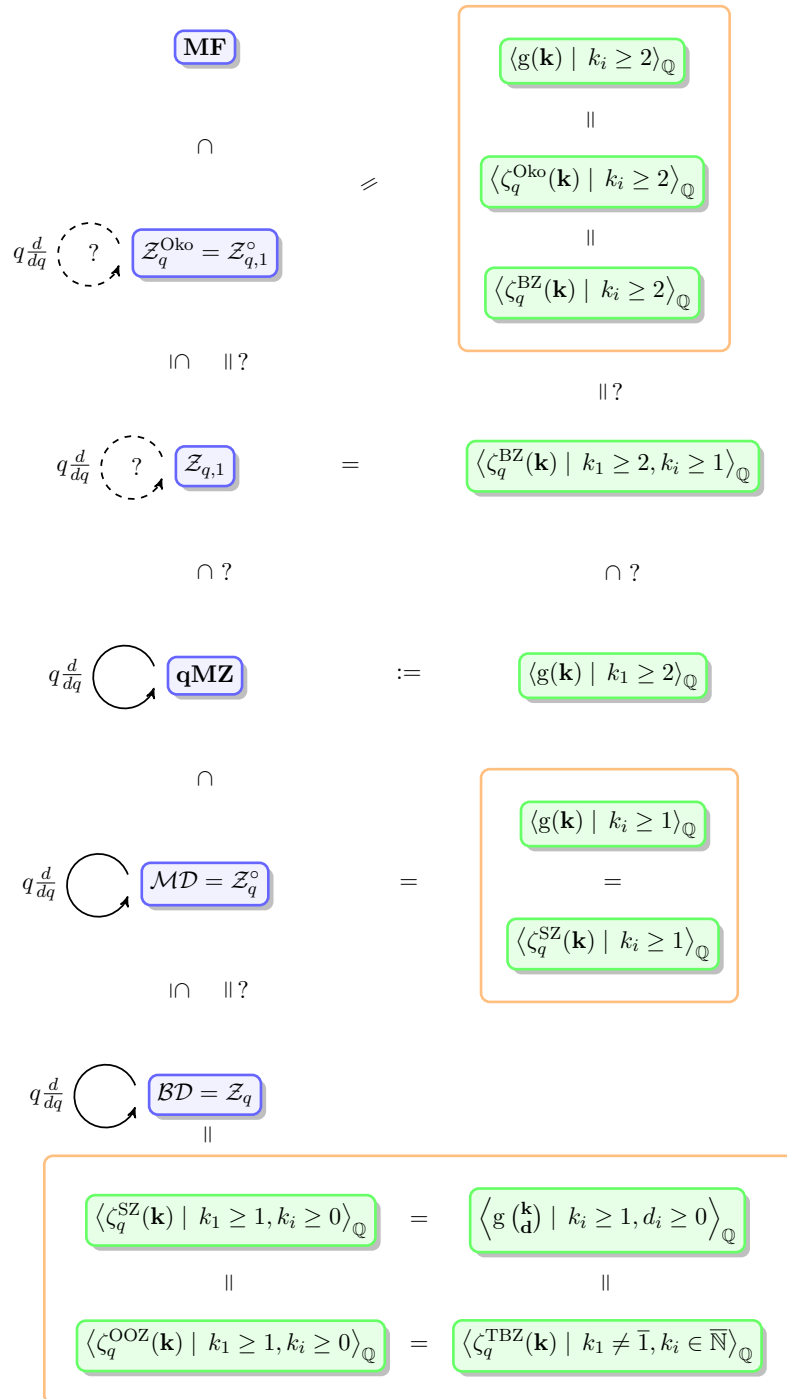 MF
⟨g(𝐤) | k_i ≥ 2⟩_ℚ
∩
=
⟨ζ_q^Oko(𝐤) | k_i ≥ 2⟩_ℚ
=
q d/dq ? 𝒵_q^Oko = 𝒵_{q,1}^∘
=
⟨ζ_q^BZ(𝐤) | k_i ≥ 2⟩_ℚ
⊆ =?
=?
q d/dq ? 𝒵_{q,1} = ⟨ζ_q^BZ(𝐤) | k_1 ≥ 2, k_i ≥ 1⟩_ℚ
∩ ? ∩ ?
q d/dq qMZ := ⟨g(𝐤) | k_1 ≥ 2⟩_ℚ
∩
⟨g(𝐤) | k_i ≥ 1⟩_ℚ
q d/dq ℳ𝒟 = 𝒵_q^∘ = =
⟨ζ_q^SZ(𝐤) | k_i ≥ 1⟩_ℚ
⊆ =?
q d/dq ℬ𝒟 = 𝒵_q
=
⟨ζ_q^SZ(𝐤) | k_1 ≥ 1, k_i ≥ 0⟩_ℚ = ⟨g(𝐤 𝐝) | k_i ≥ 1, d_i ≥ 0⟩_ℚ
= =
⟨ζ_q^OOZ(𝐤) | k_1 ≥ 1, k_i ≥ 0⟩_ℚ = ⟨ζ_q^TBZ(𝐤) | k_1 ≠ 1̅, k_i ∈ ℕ̅⟩_ℚ